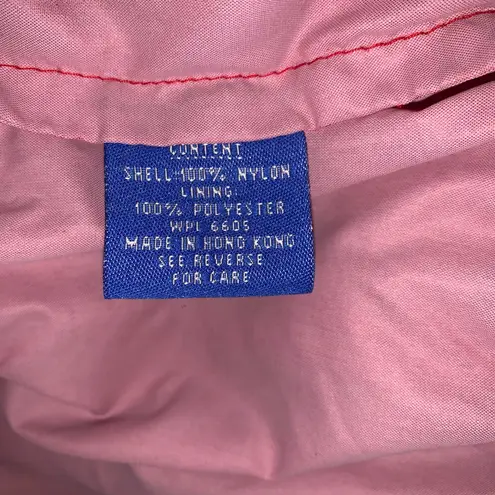 CONTENT
SHELL:100% NYLON
LINING:
100% POLYESTER
WPL 6605
MADE IN HONG KONG
SEE REVERSE
FOR CARE